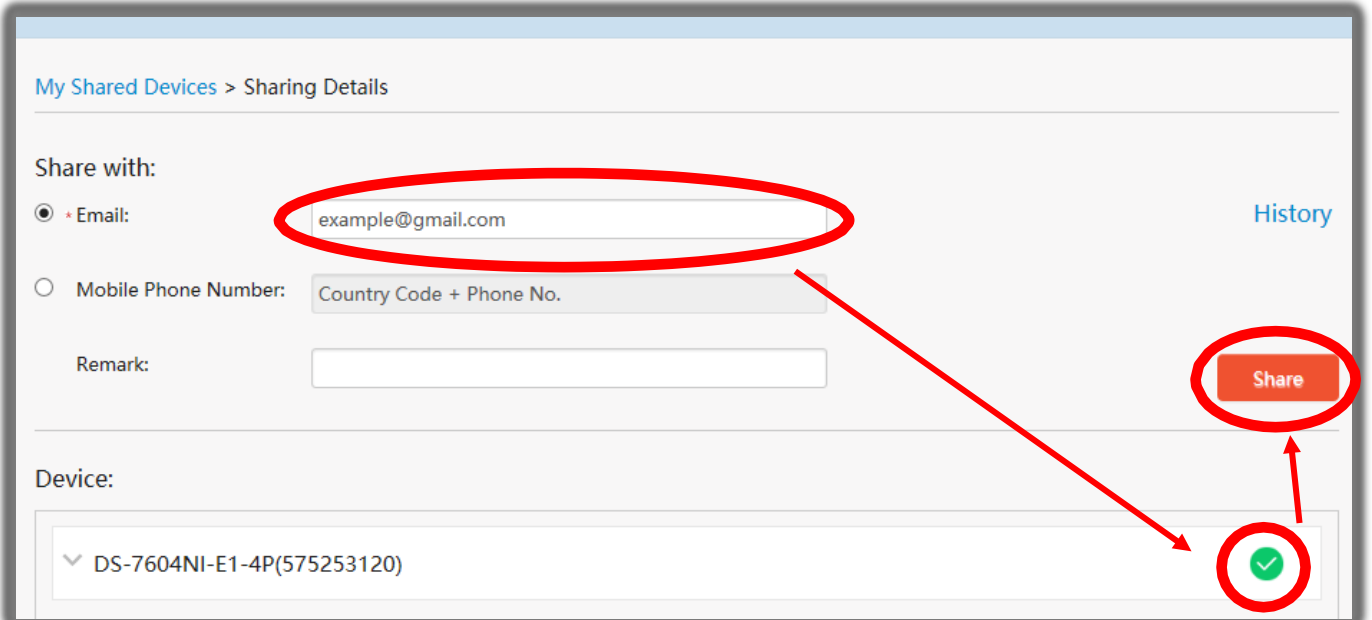 My Shared Devices > Sharing Details
Share with:
* Email:
example@gmail.com
History
Mobile Phone Number:
Country Code + Phone No.
Remark:
Share
Device:
DS-7604NI-E1-4P(575253120)